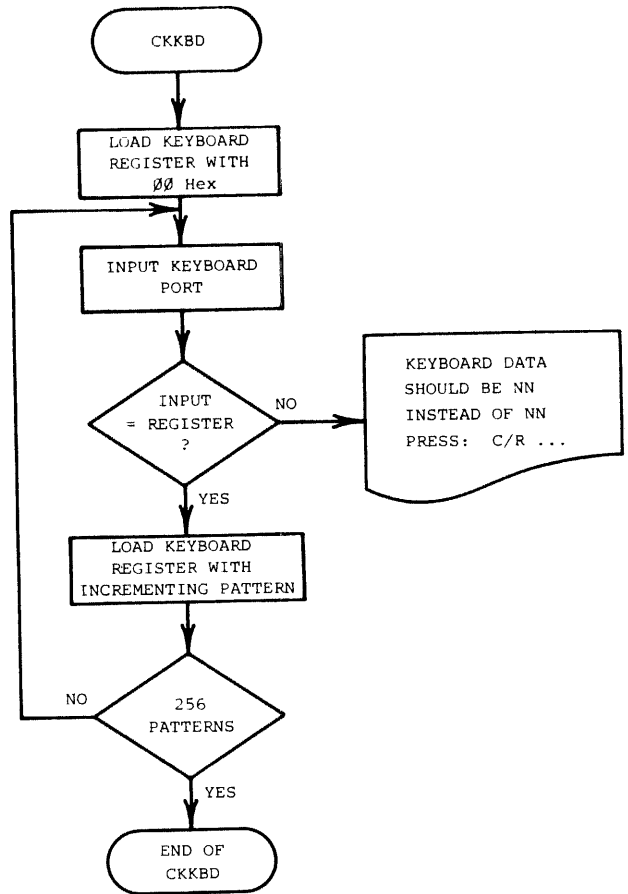 CKKBD
LOAD KEYBOARD
REGISTER WITH
ØØ Hex
INPUT KEYBOARD
PORT
INPUT
= REGISTER
?
NO
KEYBOARD DATA
SHOULD BE NN
INSTEAD OF NN
PRESS: C/R ...
YES
LOAD KEYBOARD
REGISTER WITH
INCREMENTING PATTERN
NO
256
PATTERNS
YES
END OF
CKKBD